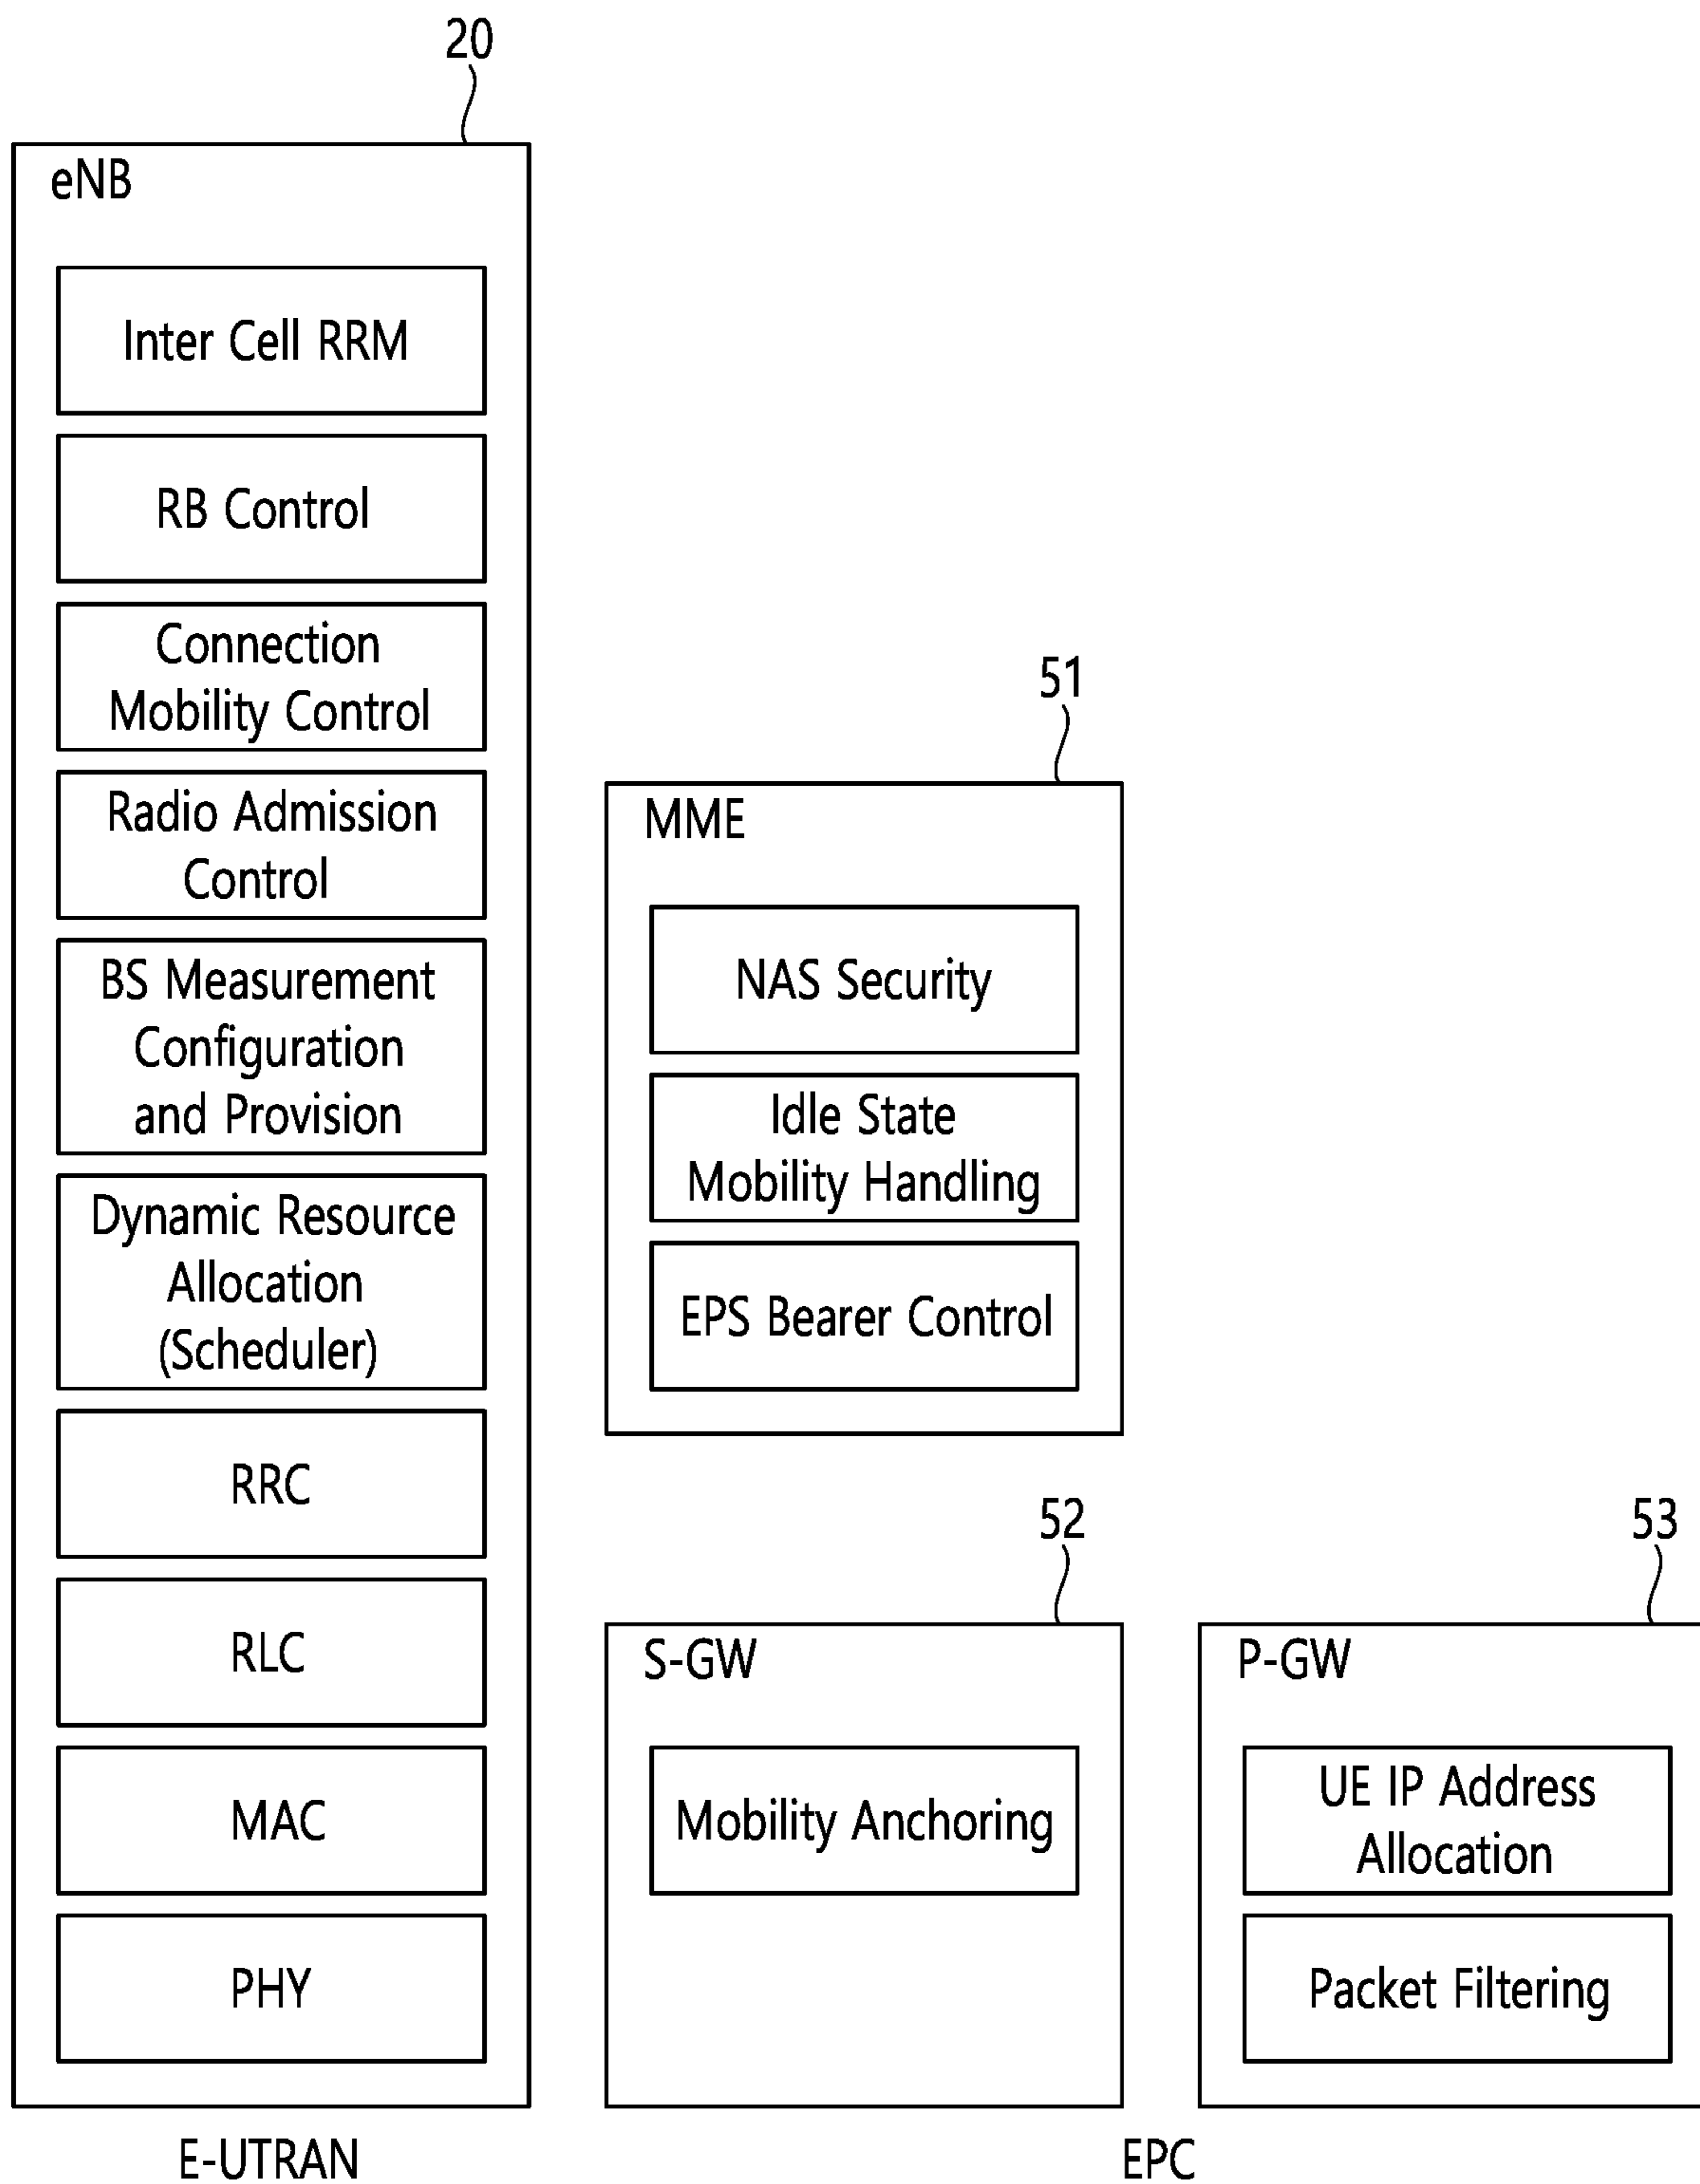 20
eNB
Inter Cell RRM
RB Control
Connection
Mobility Control
Radio Admission
Control
BS Measurement
Configuration
and Provision
Dynamic Resource
Allocation
(Scheduler)
RRC
RLC
MAC
PHY
E-UTRAN
51
MME
NAS Security
Idle State
Mobility Handling
EPS Bearer Control
52
S-GW
Mobility Anchoring
53
P-GW
UE IP Address
Allocation
Packet Filtering
EPC